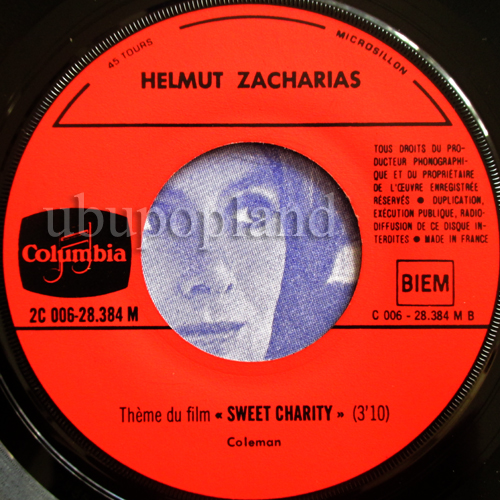 45 TOURS
MICROSILLON
HELMUT ZACHARIAS
TOUS DROITS DU PRO-
DUCTEUR PHONOGRAPHI-
QUE ET DU PROPRIÉTAIRE
DE L'ŒUVRE ENREGISTRÉE
RÉSERVÉS ● DUPLICATION,
EXÉCUTION PUBLIQUE, RADIO-
DIFFUSION DE CE DISQUE IN-
TERDITES ● MADE IN FRANCE
ubupopland
Columbia
BIEM
2C 006-28.384 M
C 006 - 28.384 M B
Thème du film « SWEET CHARITY » (3'10)
Coleman